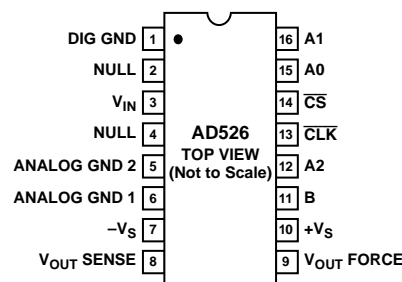 DIG GND 1
NULL 2
VIN 3
NULL 4
ANALOG GND 2 5
ANALOG GND 1 6
–VS 7
VOUT SENSE 8
AD526
TOP VIEW
(Not to Scale)
16 A1
15 A0
14 C̅S̅
13 C̅L̅K̅
12 A2
11 B
10 +VS
9 VOUT FORCE